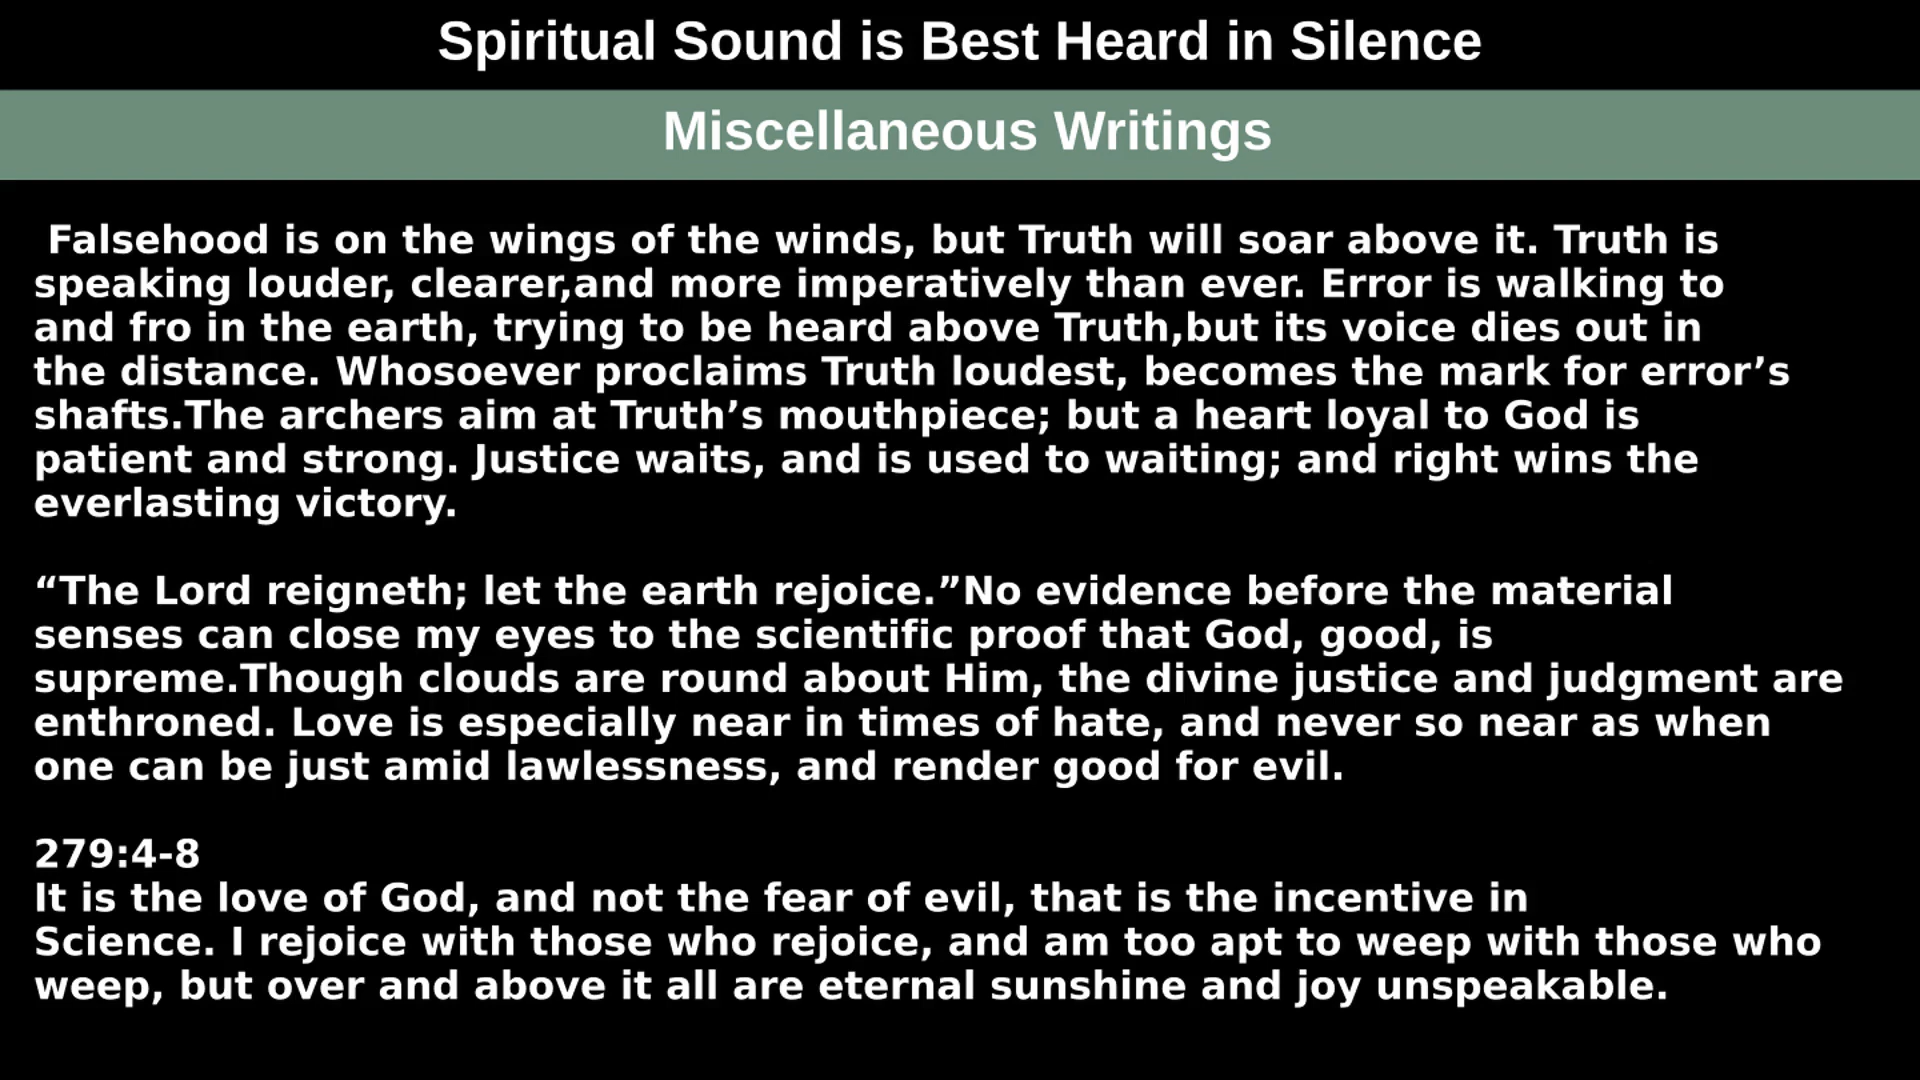 Spiritual Sound is Best Heard in Silence
Miscellaneous Writings
Falsehood is on the wings of the winds, but Truth will soar above it. Truth is
speaking louder, clearer,and more imperatively than ever. Error is walking to
and fro in the earth, trying to be heard above Truth,but its voice dies out in
the distance. Whosoever proclaims Truth loudest, becomes the mark for error’s
shafts.The archers aim at Truth’s mouthpiece; but a heart loyal to God is
patient and strong. Justice waits, and is used to waiting; and right wins the
everlasting victory.
“The Lord reigneth; let the earth rejoice.”No evidence before the material
senses can close my eyes to the scientific proof that God, good, is
supreme.Though clouds are round about Him, the divine justice and judgment are
enthroned. Love is especially near in times of hate, and never so near as when
one can be just amid lawlessness, and render good for evil.
279:4-8
It is the love of God, and not the fear of evil, that is the incentive in
Science. I rejoice with those who rejoice, and am too apt to weep with those who
weep, but over and above it all are eternal sunshine and joy unspeakable.